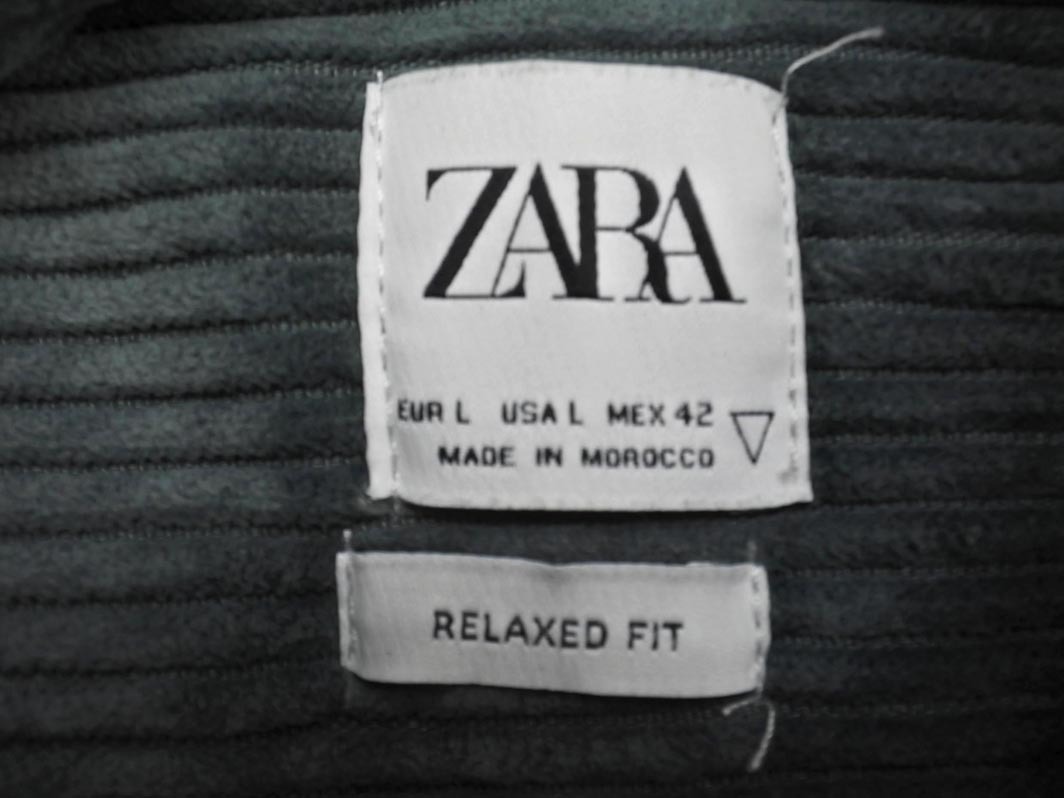 ZARA
EUR L USA L MEX 42
MADE IN MOROCCO
RELAXED FIT